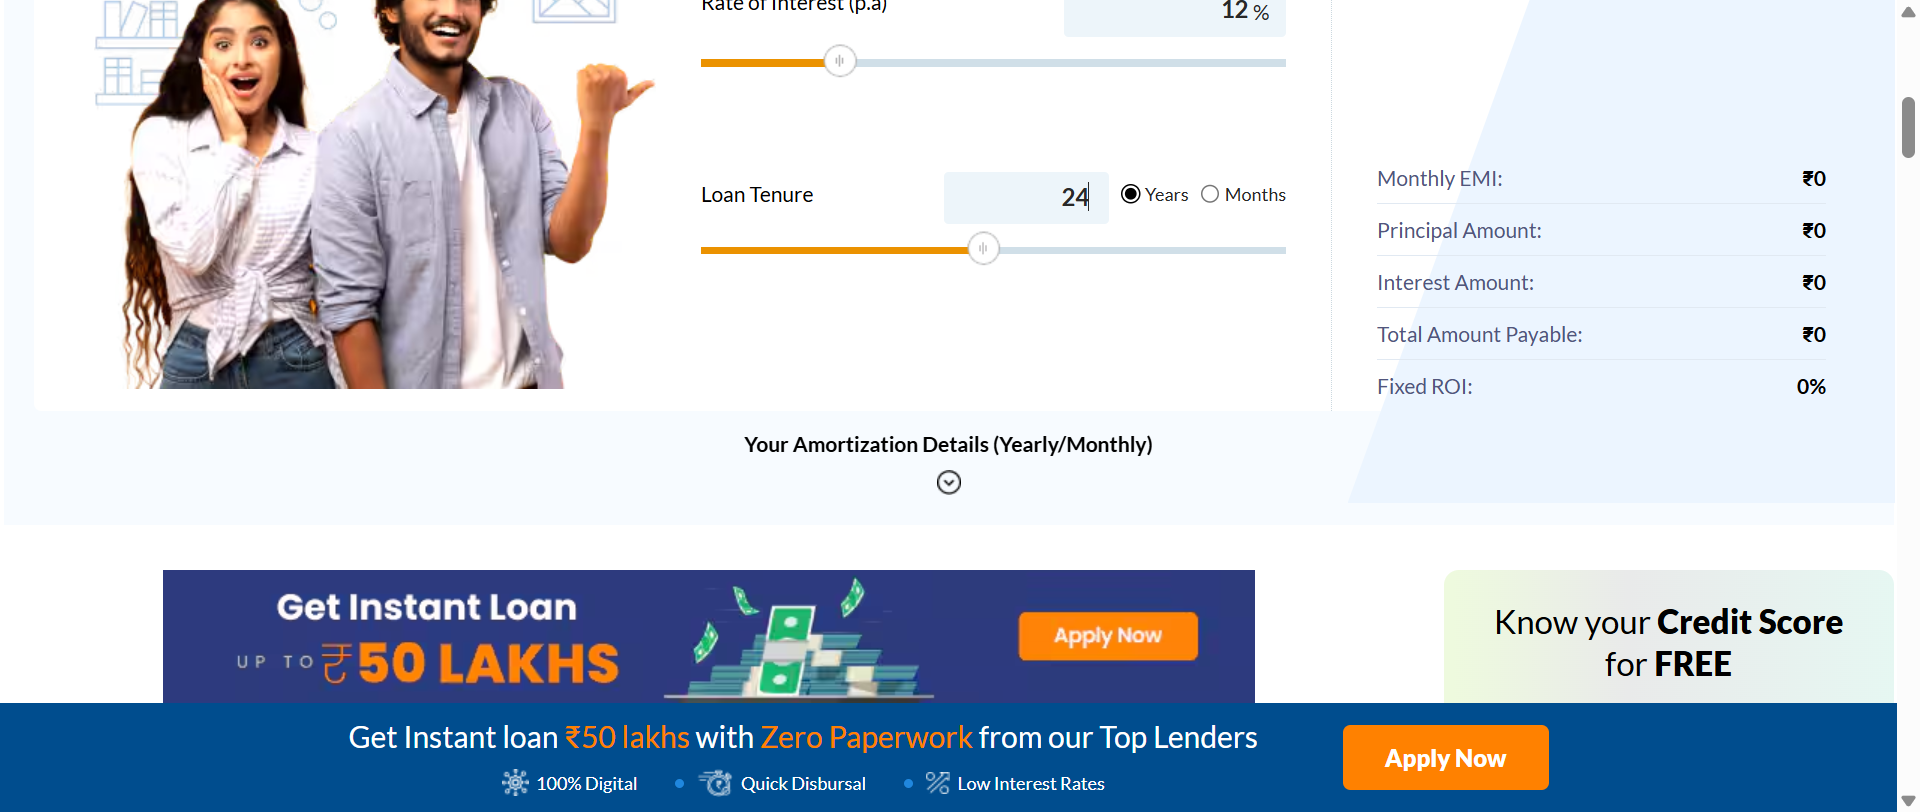 Rate of Interest (p.a)
12 %
Loan Tenure
24
Years
Months
Monthly EMI:
₹0
Principal Amount:
₹0
Interest Amount:
₹0
Total Amount Payable:
₹0
Fixed ROI:
0%
Your Amortization Details (Yearly/Monthly)
Get Instant Loan
UP TO ₹50 LAKHS
Apply Now
Know your Credit Score
for FREE
Get Instant loan ₹50 lakhs with Zero Paperwork from our Top Lenders
100% Digital
Quick Disbursal
Low Interest Rates
Apply Now